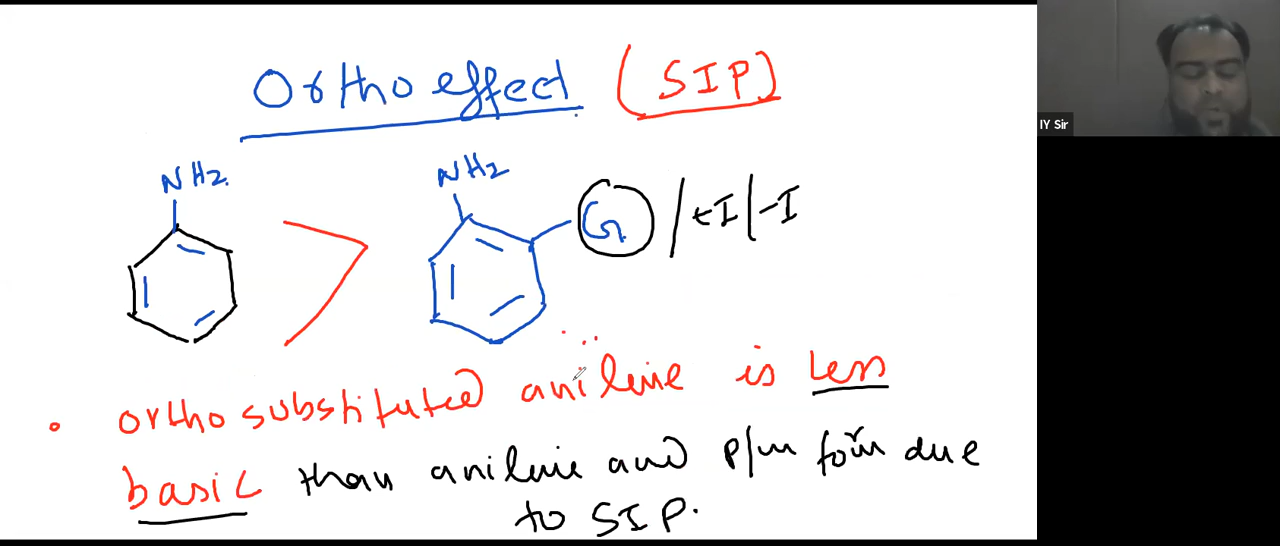 Ortho effect (SIP)
IY Sir
NH2. NH2
> G / +I / -I
• Ortho substituted aniline is Less
basic than aniline and p/m form due
to SIP.